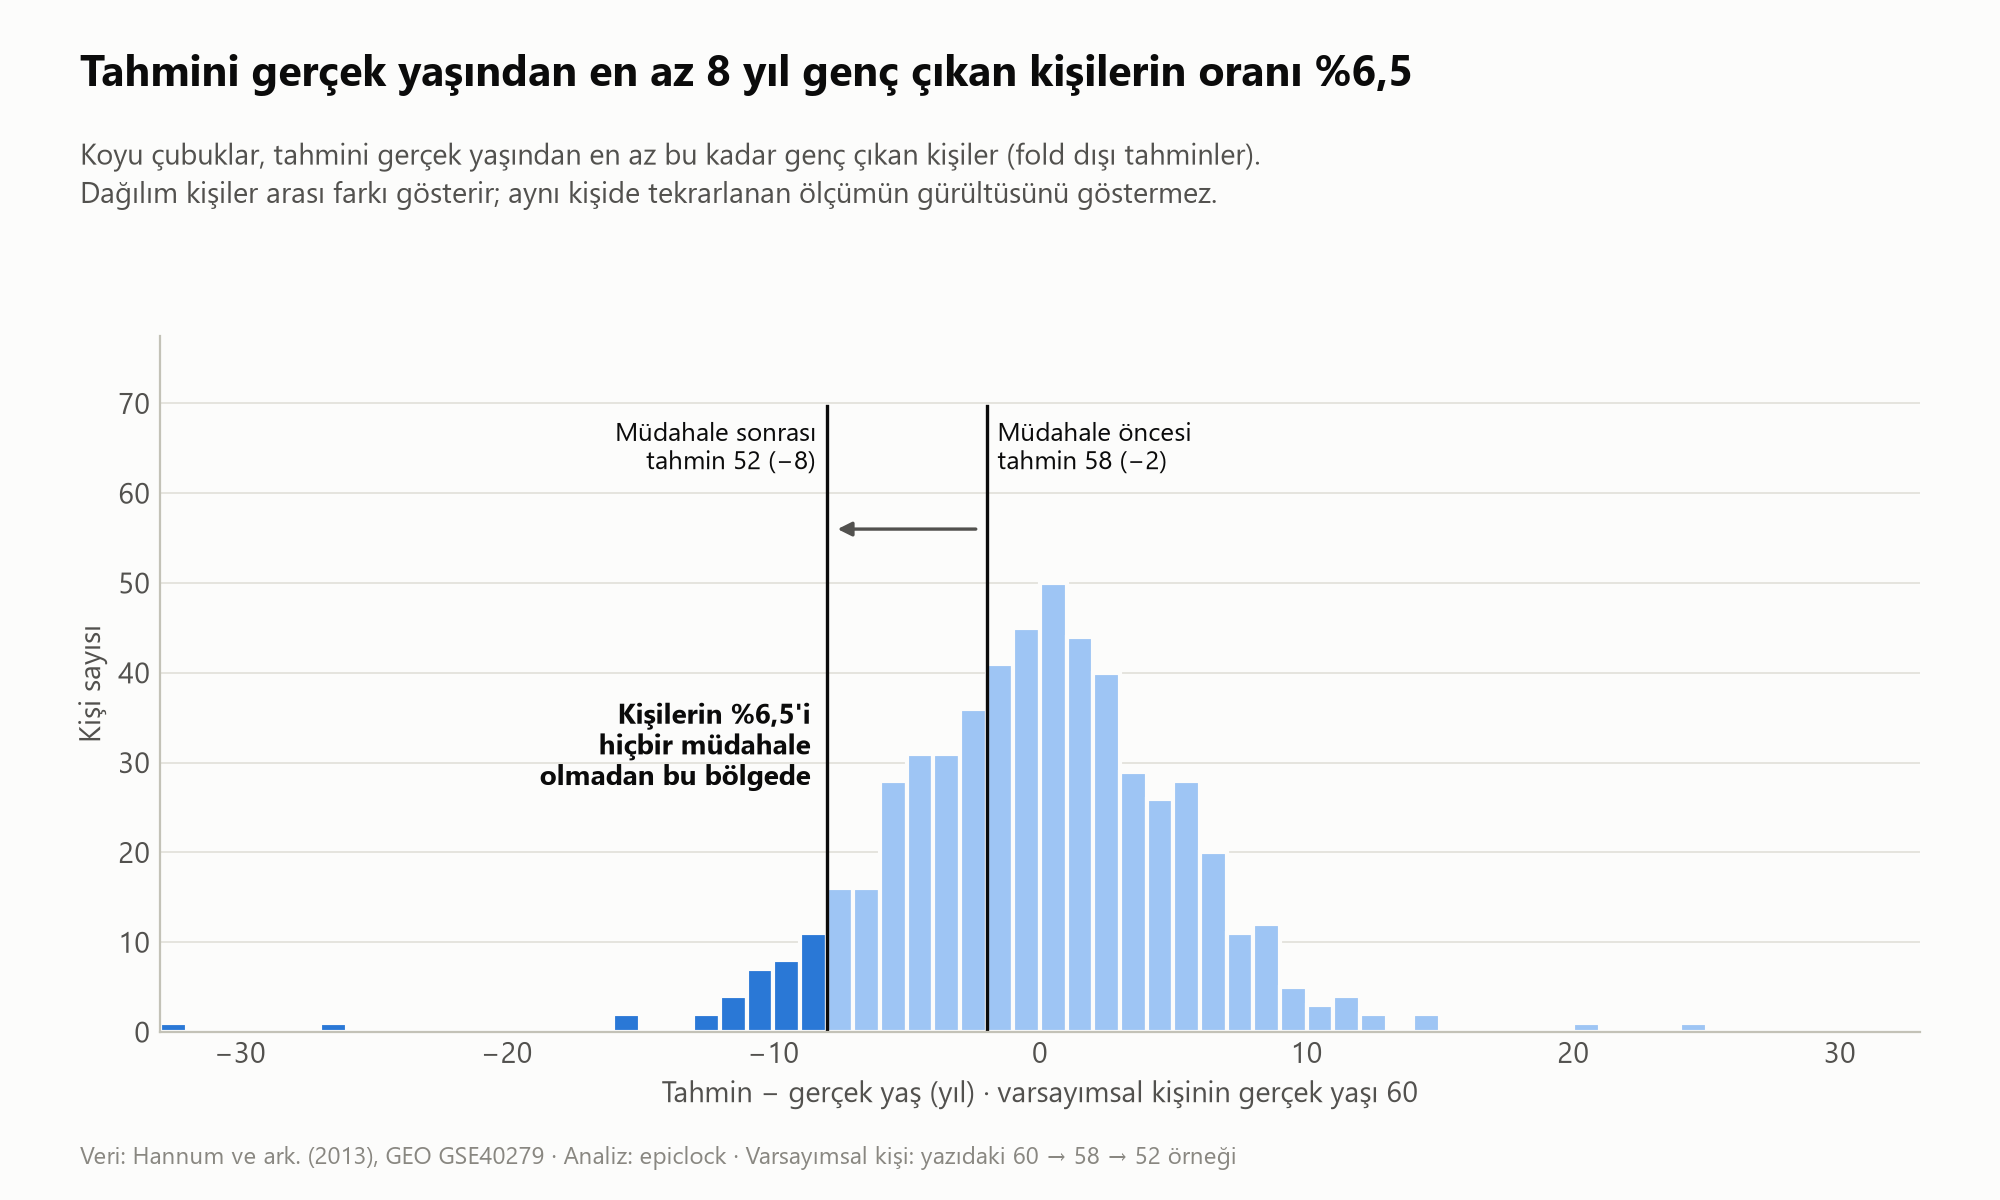 Tahmini gerçek yaşından en az 8 yıl genç çıkan kişilerin oranı %6,5
Koyu çubuklar, tahmini gerçek yaşından en az bu kadar genç çıkan kişiler (fold dışı tahminler).
Dağılım kişiler arası farkı gösterir; aynı kişide tekrarlanan ölçümün gürültüsünü göstermez.
Müdahale sonrası
tahmin 52 (−8)
Müdahale öncesi
tahmin 58 (−2)
Kişilerin %6,5'i
hiçbir müdahale
olmadan bu bölgede
Kişi sayısı
70
60
50
40
30
20
10
0
−30
−20
−10
0
10
20
30
Tahmin − gerçek yaş (yıl) · varsayımsal kişinin gerçek yaşı 60
Veri: Hannum ve ark. (2013), GEO GSE40279 · Analiz: epiclock · Varsayımsal kişi: yazıdaki 60 → 58 → 52 örneği